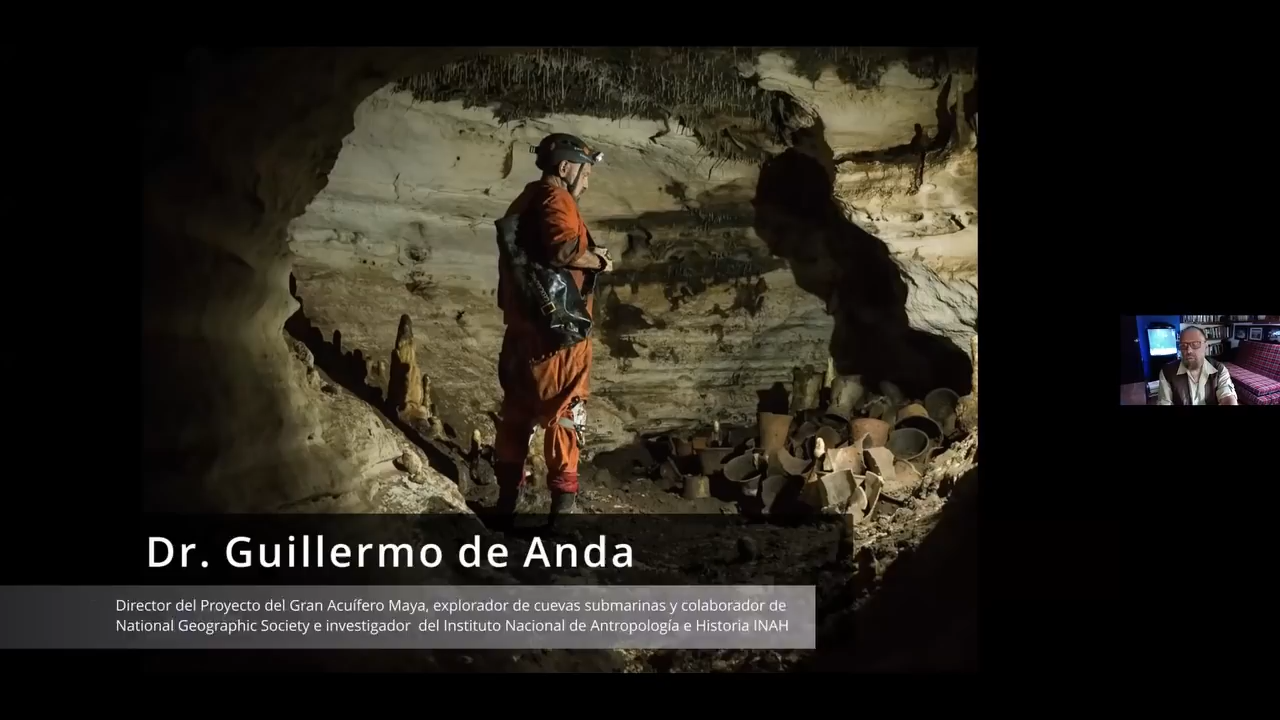 Dr. Guillermo de Anda
Director del Proyecto del Gran Acuífero Maya, explorador de cuevas submarinas y colaborador de
National Geographic Society e investigador del Instituto Nacional de Antropología e Historia INAH